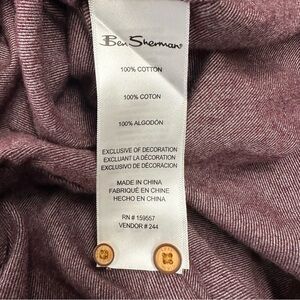 Ben Sherman®
100% COTTON
100% COTON
100% ALGODÓN
EXCLUSIVE OF DECORATION
EXCLUANT LA DÉCORATION
EXCLUSIVO DE DECORACION
MADE IN CHINA
FABRIQUÉ EN CHINE
HECHO EN CHINA
RN # 159557
VENDOR # 244